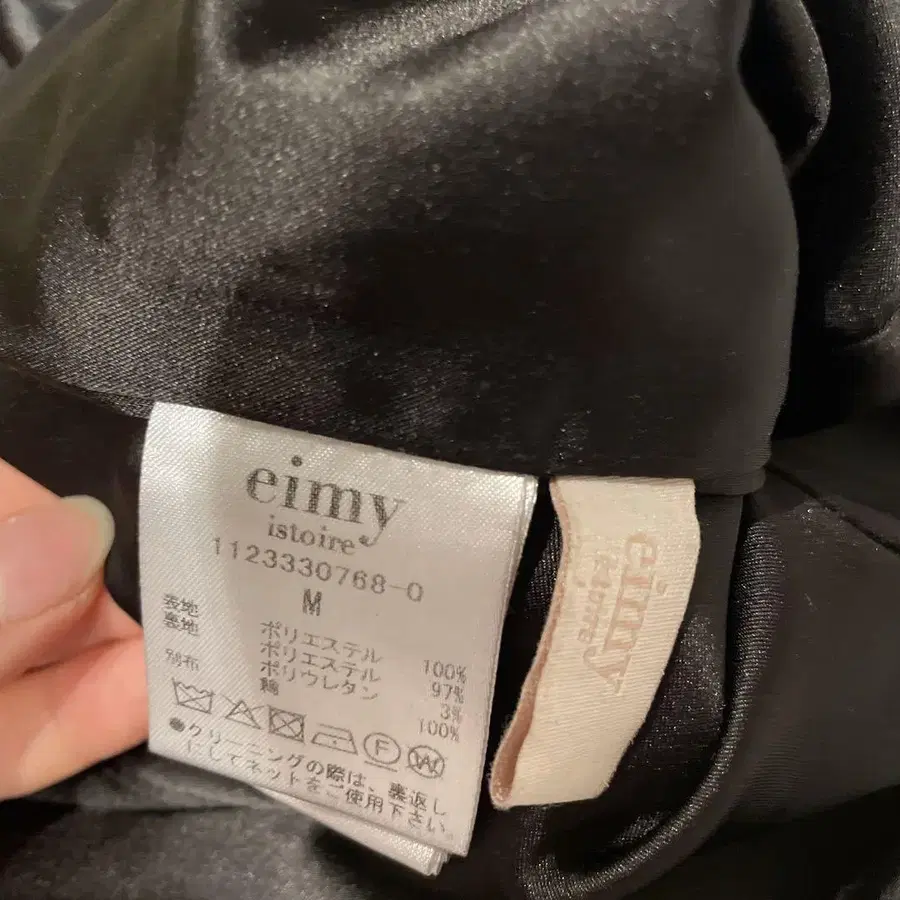 eimy
istoire
1123330768-0
M
表地 ポリエステル 100%
裏地 ポリエステル 97%
ポリウレタン 3%
別布 綿 100%
F
W
●クリーニングの際は、裏返し
にしてネットをご使用下さい。
eimy
istoire